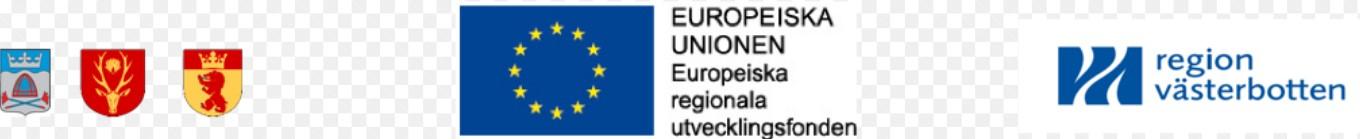 EUROPEISKA
UNIONEN
Europeiska
regionala
utvecklingsfonden
region
västerbotten